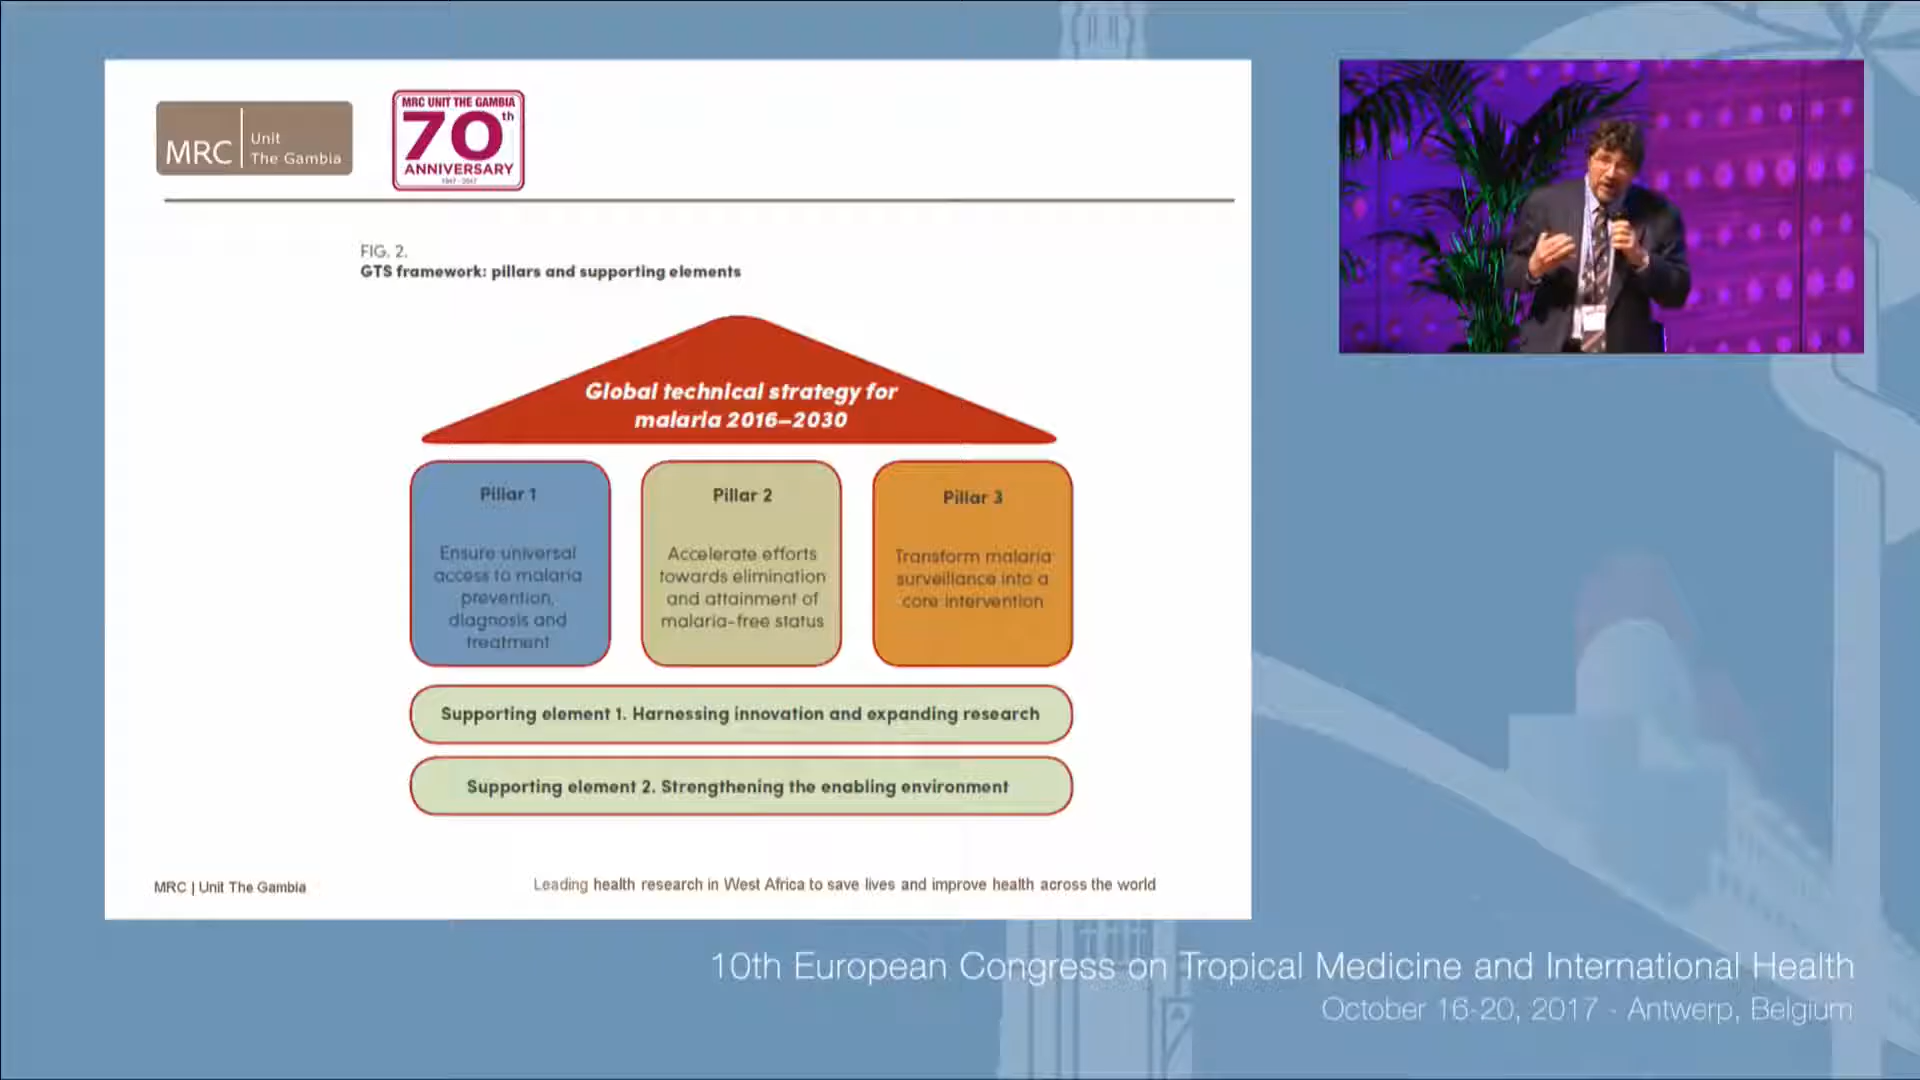 MRC
Unit
The Gambia
MRC UNIT THE GAMBIA
70th
ANNIVERSARY
1947 - 2017
FIG. 2.
GTS framework: pillars and supporting elements
Global technical strategy for
malaria 2016–2030
Pillar 1
Ensure universal
access to malaria
prevention,
diagnosis and
treatment
Pillar 2
Accelerate efforts
towards elimination
and attainment of
malaria-free status
Pillar 3
Transform malaria
surveillance into a
core intervention
Supporting element 1. Harnessing innovation and expanding research
Supporting element 2. Strengthening the enabling environment
MRC | Unit The Gambia
Leading health research in West Africa to save lives and improve health across the world
10th European Congress on Tropical Medicine and International Health
October 16-20, 2017 - Antwerp, Belgium